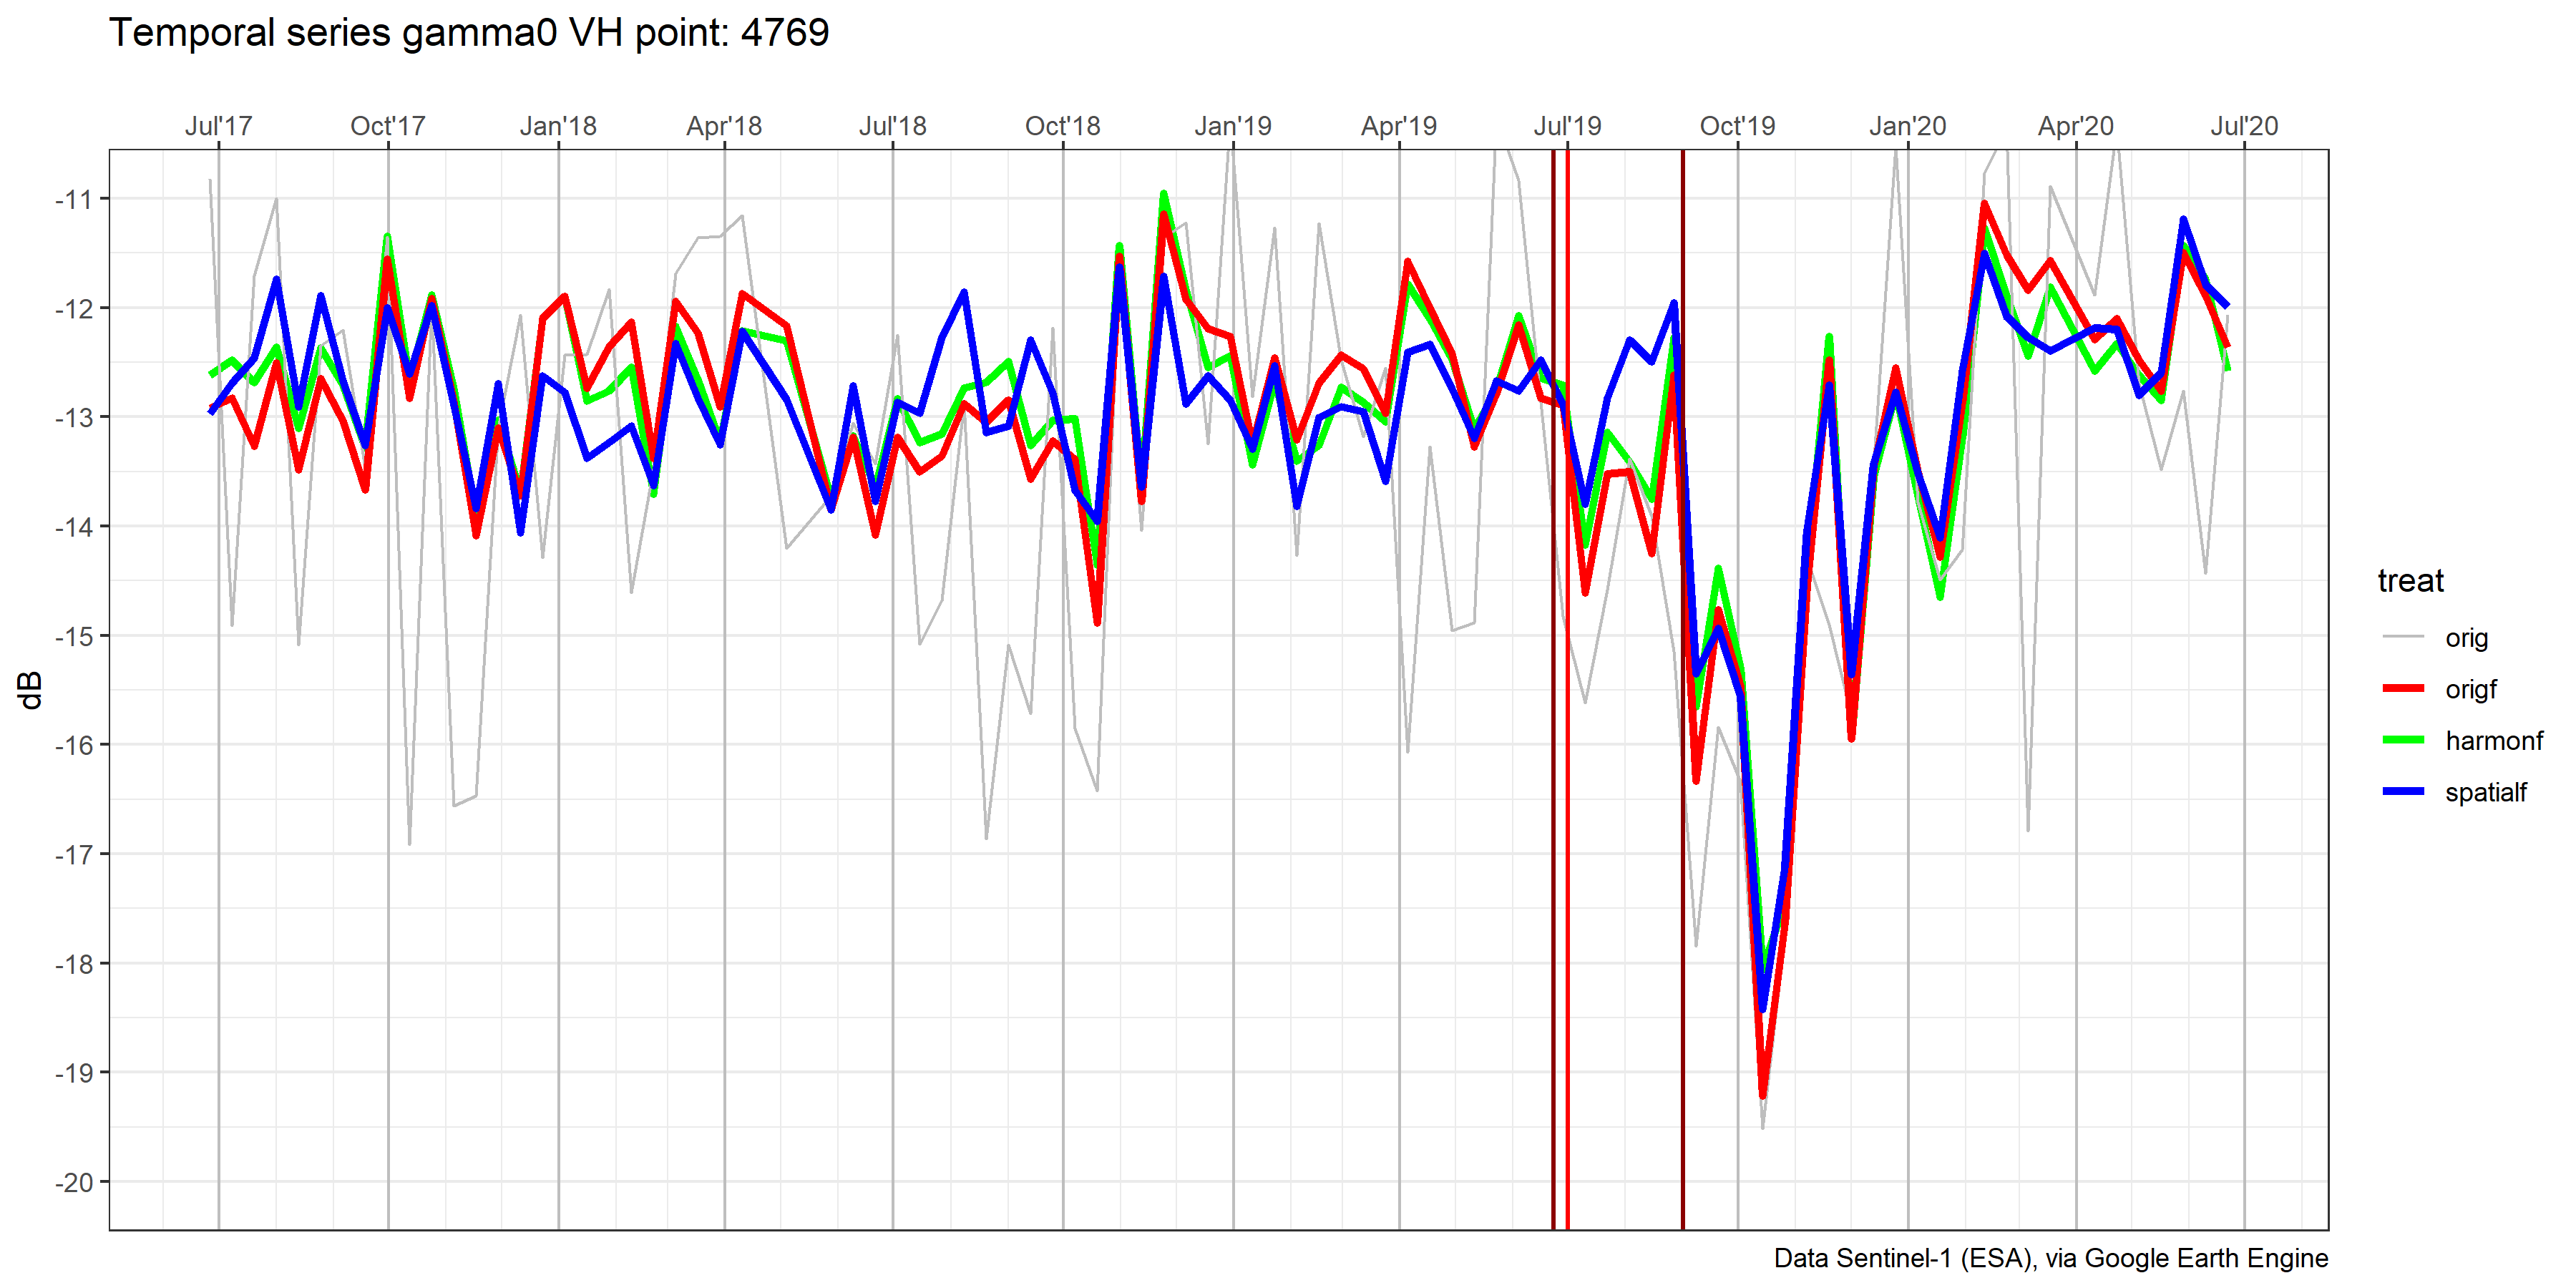 Temporal series gamma0 VH point: 4769
Jul'17 Oct'17 Jan'18 Apr'18 Jul'18 Oct'18 Jan'19 Apr'19 Jul'19 Oct'19 Jan'20 Apr'20 Jul'20
-11
-12
-13
-14
-15
-16
-17
-18
-19
-20
dB
treat
orig
origf
harmonf
spatialf
Data Sentinel-1 (ESA), via Google Earth Engine